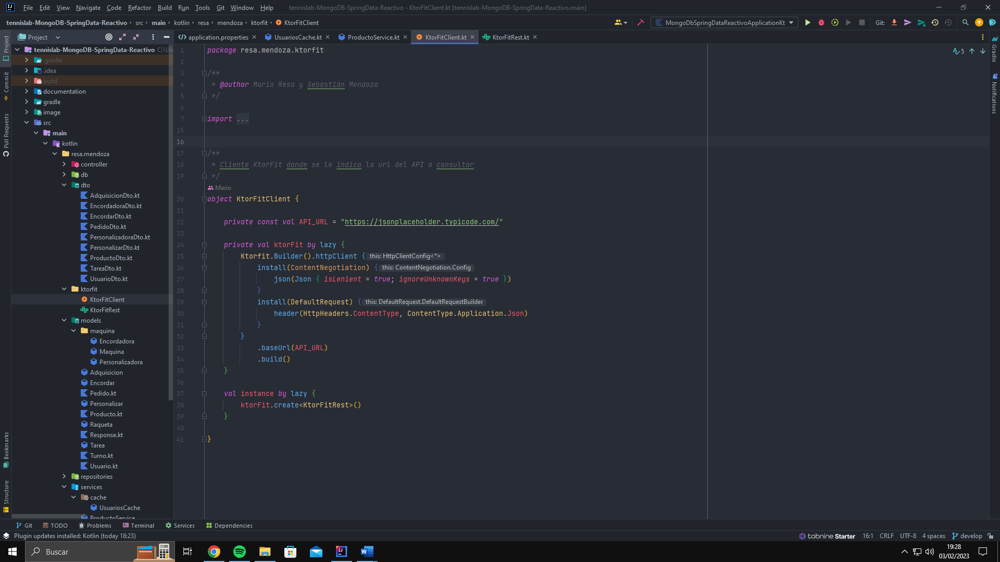 File Edit View Navigate Code Refactor Build Run Tools Git Window Help tennislab-MongoDB-SpringData-Reactivo - KtorFitClient.kt [tennislab-MongoDB-SpringData-Reactivo.main]
tennislab-MongoDB-SpringData-Reactivo > src > main > kotlin > resa > mendoza > ktorfit > KtorFitClient MongoDbSpringDataReactivoApplicationKt Git:
Project application.properties UsuariosCache.kt ProductoService.kt KtorFitClient.kt KtorFitRest.kt
Project
Commit
Pull Requests
Bookmarks
Structure
tennislab-MongoDB-SpringData-Reactivo C:\Us
.gradle
.idea
build
documentation
gradle
image
src
main
kotlin
resa.mendoza
controller
db
dto
AdquisicionDto.kt
EncordadoraDto.kt
EncordarDto.kt
PedidoDto.kt
PersonalizadoraDto.kt
PersonalizarDto.kt
ProductoDto.kt
TareaDto.kt
UsuarioDto.kt
ktorfit
KtorFitClient
KtorFitRest
models
maquina
Encordadora
Maquina
Personalizadora
Adquisicion
Encordar
Pedido.kt
Personalizar
Producto.kt
Raqueta
Response.kt
Tarea
Turno.kt
Usuario.kt
repositories
services
cache
UsuariosCache
ProductoService
1 package resa.mendoza.ktorfit
2
3 /**
4 * @author Mario Resa y Sebastián Mendoza
5 */
6
7 import ...
15
16
17 /**
18 * Cliente KtorFit donde se le indica la url del API a consultar
19 */
Mario
20 object KtorFitClient {
21
22 private const val API_URL = "https://jsonplaceholder.typicode.com/"
23
24 private val ktorFit by lazy {
25 Ktorfit.Builder().httpClient { this: HttpClientConfig<*>
26 install(ContentNegotiation) { this: ContentNegotiation.Config
27 json(Json { isLenient = true; ignoreUnknownKeys = true })
28 }
29 install(DefaultRequest) { this: DefaultRequest.DefaultRequestBuilder
30 header(HttpHeaders.ContentType, ContentType.Application.Json)
31 }
32 }
33 .baseUrl(API_URL)
34 .build()
35 }
36
37 val instance by lazy {
38 ktorFit.create<KtorFitRest>()
39 }
40
41 }
5
Gradle
Notifications
Git TODO Problems Terminal Services Dependencies
Plugin updates installed: Kotlin (today 18:23) tabnine Starter 16:1 CRLF UTF-8 4 spaces develop
Buscar
19:28
03/02/2023